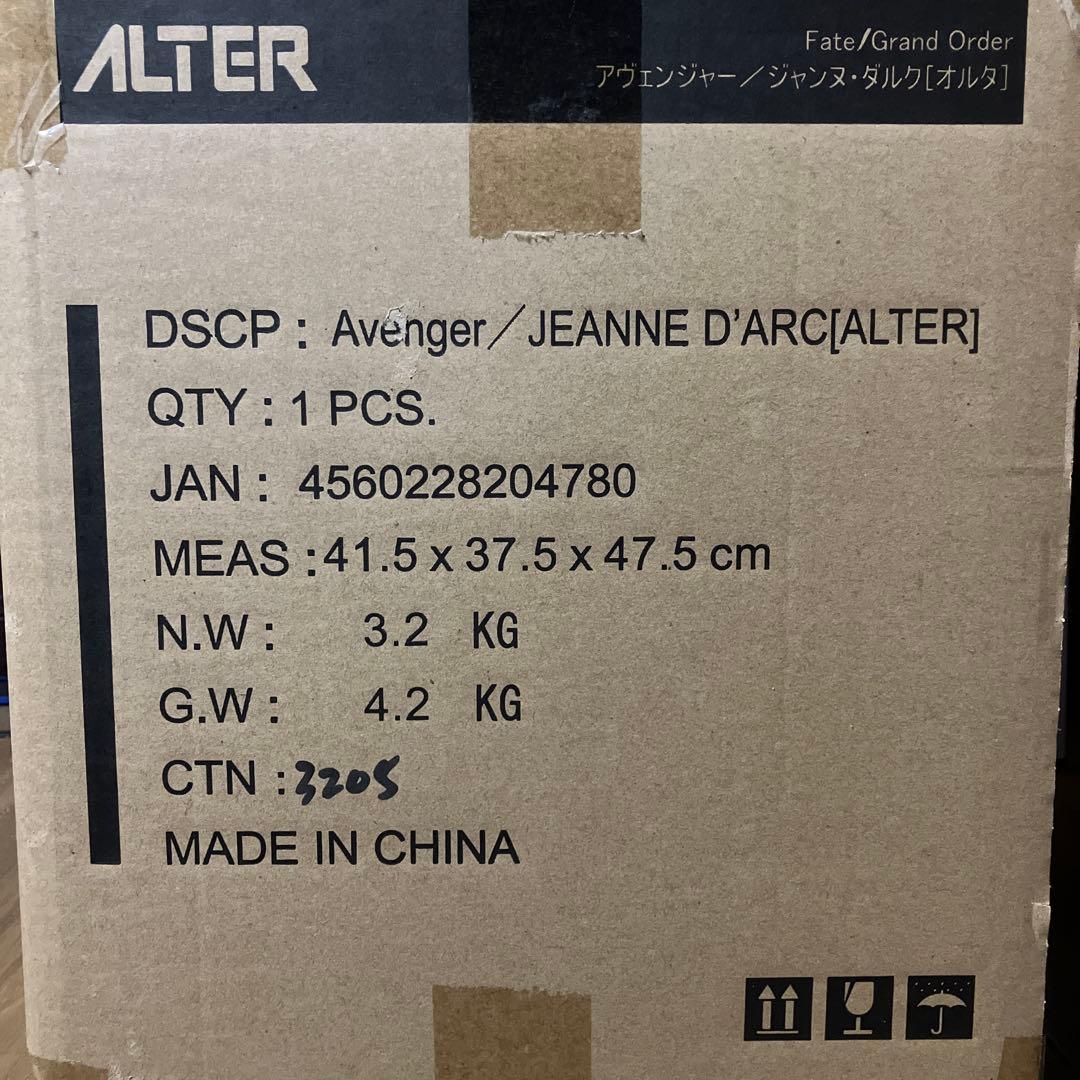 ALTER
Fate/Grand Order
アヴェンジャー／ジャンヌ・ダルク[オルタ]
DSCP : Avenger／JEANNE D'ARC[ALTER]
QTY : 1 PCS.
JAN : 4560228204780
MEAS :41.5 x 37.5 x 47.5 cm
N.W : 3.2 KG
G.W : 4.2 KG
CTN :3205
MADE IN CHINA